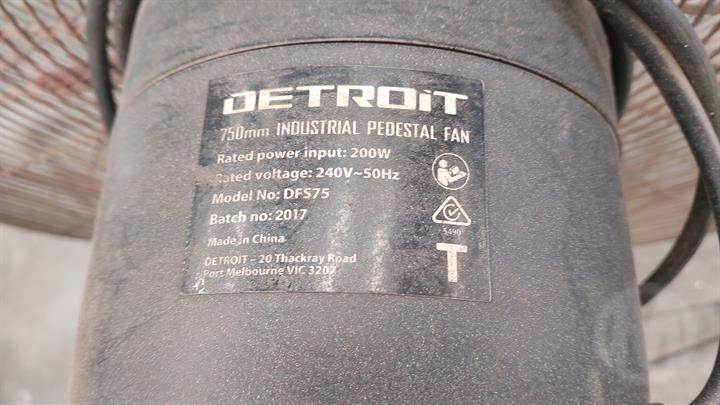 DETROiT
750mm INDUSTRIAL PEDESTAL FAN
Rated power input: 200W
Rated voltage: 240V~50Hz
Model No: DFS75
Batch no: 2017
Made in China
DETROIT – 20 Thackray Road
Port Melbourne VIC 3207
5490
T